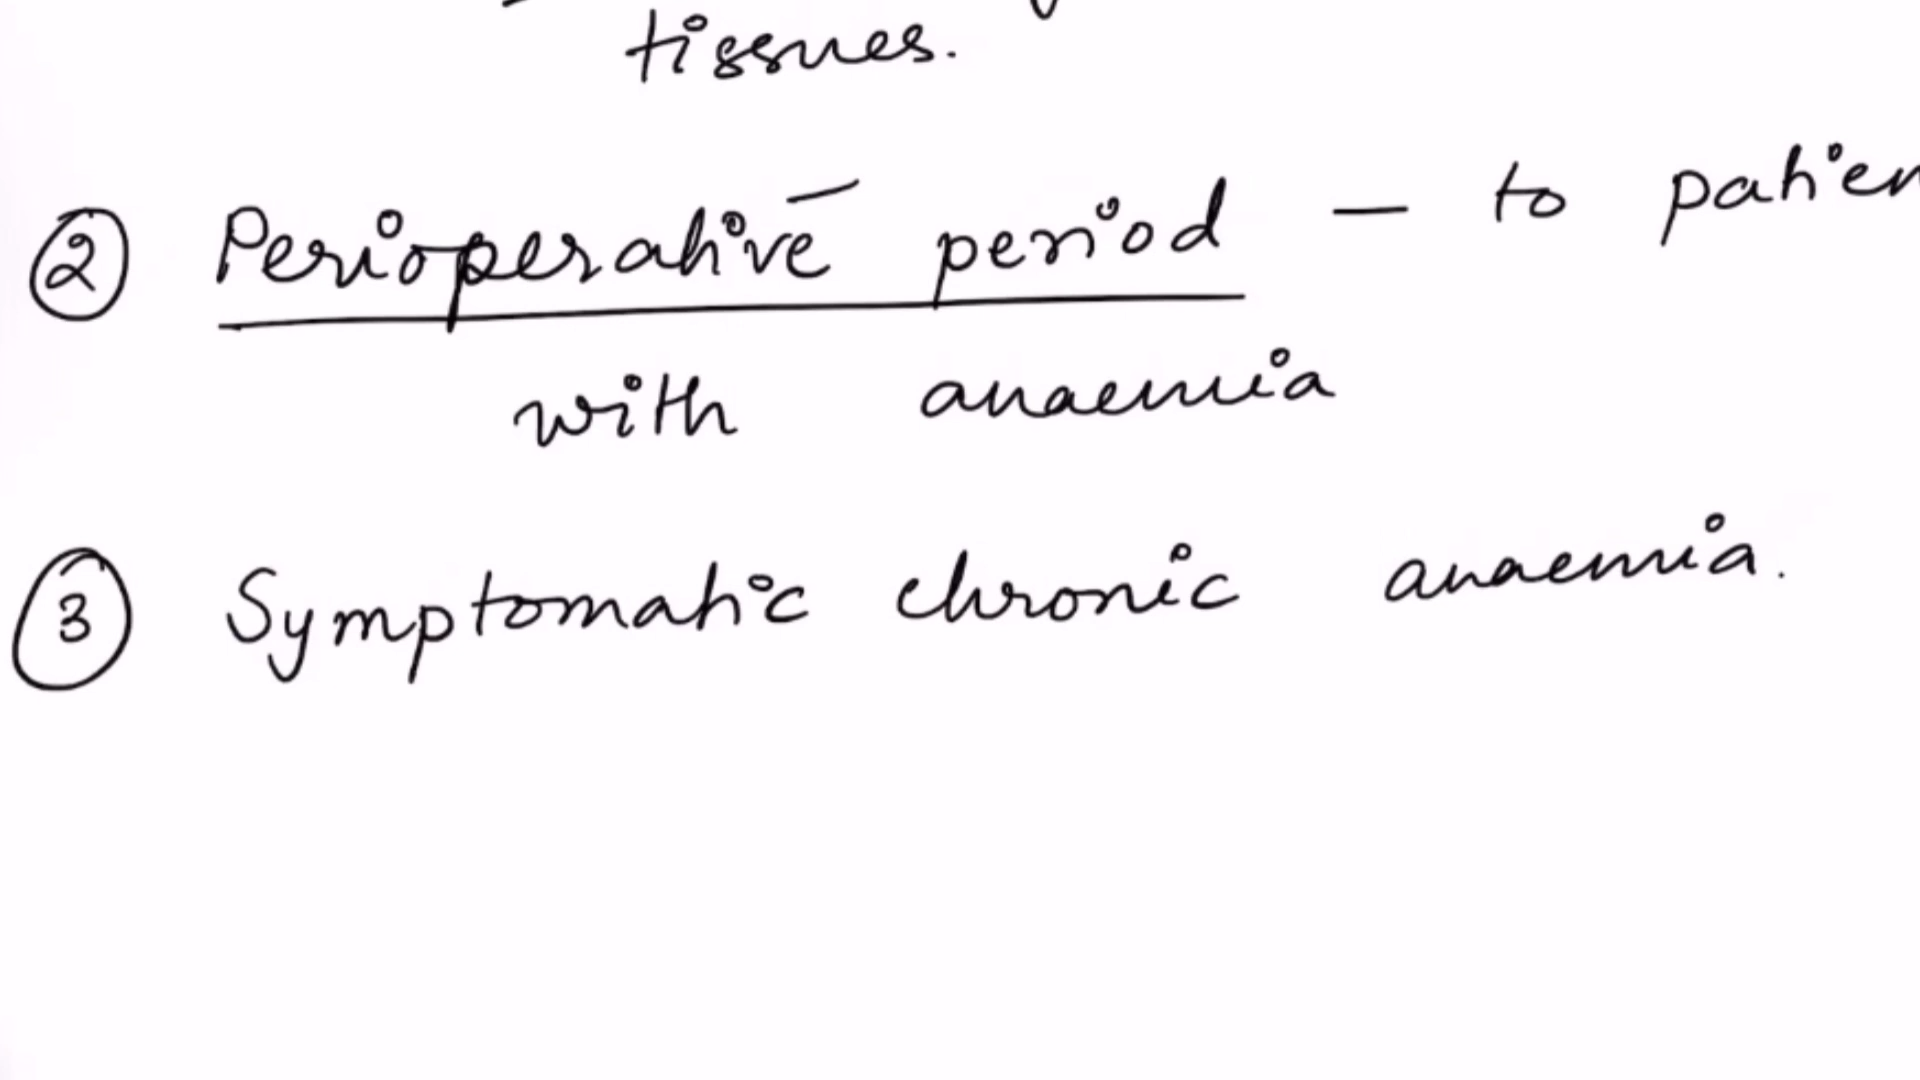 tissues.
② Perioperative period – to patien
with anaemia
③ Symptomatic chronic anaemia.